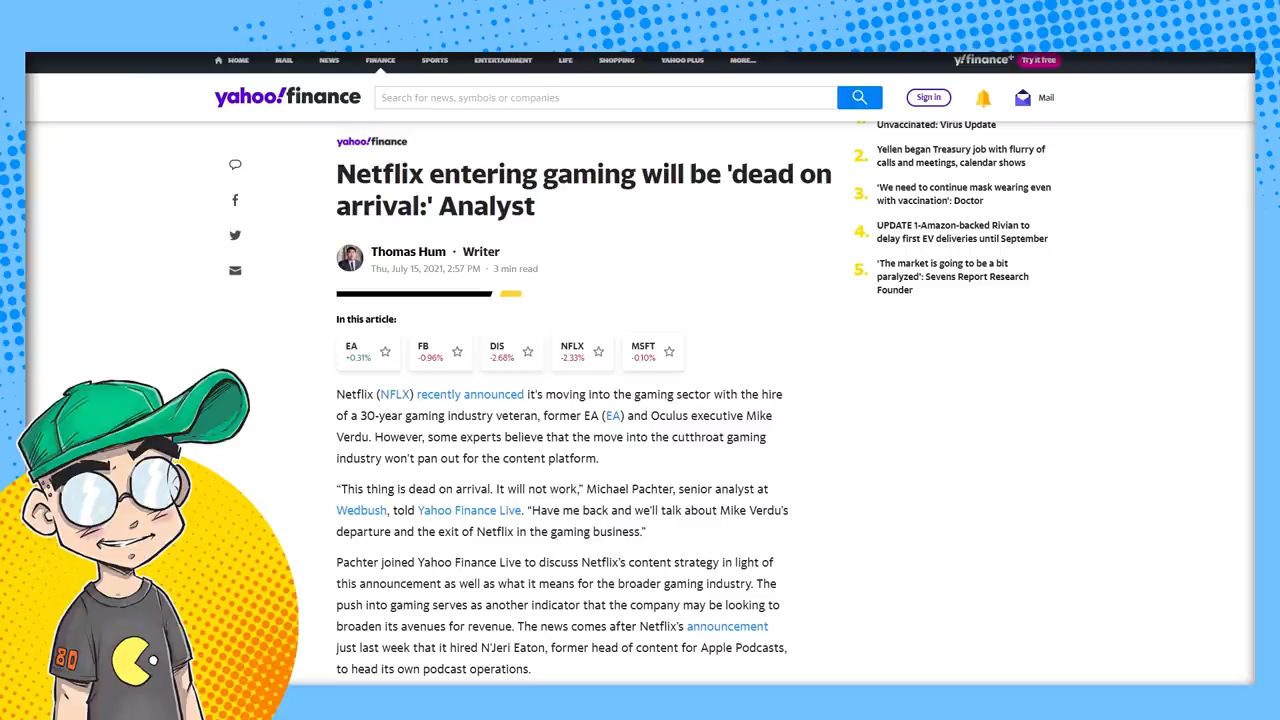 HOME MAIL NEWS FINANCE SPORTS ENTERTAINMENT LIFE SHOPPING YAHOO PLUS MORE...
y!finance+ Try it free
yahoo!finance
Search for news, symbols or companies
Sign in
Mail
yahoo!finance
Netflix entering gaming will be 'dead on
arrival:' Analyst
Thomas Hum · Writer
Thu, July 15, 2021, 2:57 PM · 3 min read
In this article:
EA FB DIS NFLX MSFT
+0.31% -0.96% -2.68% -2.33% -0.10%
Netflix (NFLX) recently announced it's moving into the gaming sector with the hire
of a 30-year gaming industry veteran, former EA (EA) and Oculus executive Mike
Verdu. However, some experts believe that the move into the cutthroat gaming
industry won't pan out for the content platform.
“This thing is dead on arrival. It will not work,” Michael Pachter, senior analyst at
Wedbush, told Yahoo Finance Live. “Have me back and we'll talk about Mike Verdu's
departure and the exit of Netflix in the gaming business.”
Pachter joined Yahoo Finance Live to discuss Netflix's content strategy in light of
this announcement as well as what it means for the broader gaming industry. The
push into gaming serves as another indicator that the company may be looking to
broaden its avenues for revenue. The news comes after Netflix's announcement
just last week that it hired N'Jeri Eaton, former head of content for Apple Podcasts,
to head its own podcast operations.
Unvaccinated: Virus Update
2. Yellen began Treasury job with flurry of
calls and meetings, calendar shows
3. 'We need to continue mask wearing even
with vaccination': Doctor
4. UPDATE 1-Amazon-backed Rivian to
delay first EV deliveries until September
5. 'The market is going to be a bit
paralyzed': Sevens Report Research
Founder
80